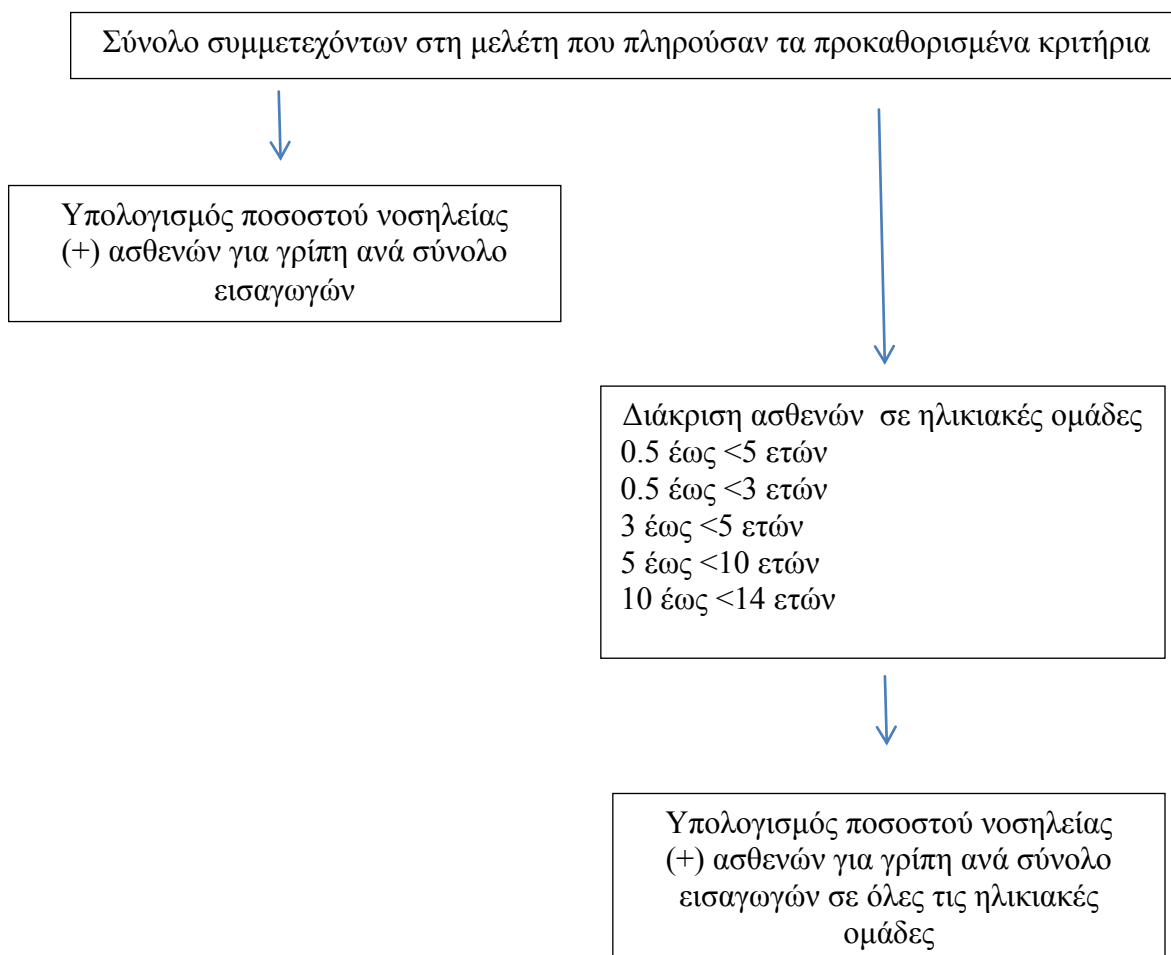 Σύνολο συμμετεχόντων στη μελέτη που πληρούσαν τα προκαθορισμένα κριτήρια
Υπολογισμός ποσοστού νοσηλείας
(+) ασθενών για γρίπη ανά σύνολο
εισαγωγών
Διάκριση ασθενών σε ηλικιακές ομάδες
0.5 έως <5 ετών
0.5 έως <3 ετών
3 έως <5 ετών
5 έως <10 ετών
10 έως <14 ετών
Υπολογισμός ποσοστού νοσηλείας
(+) ασθενών για γρίπη ανά σύνολο
εισαγωγών σε όλες τις ηλικιακές
ομάδες